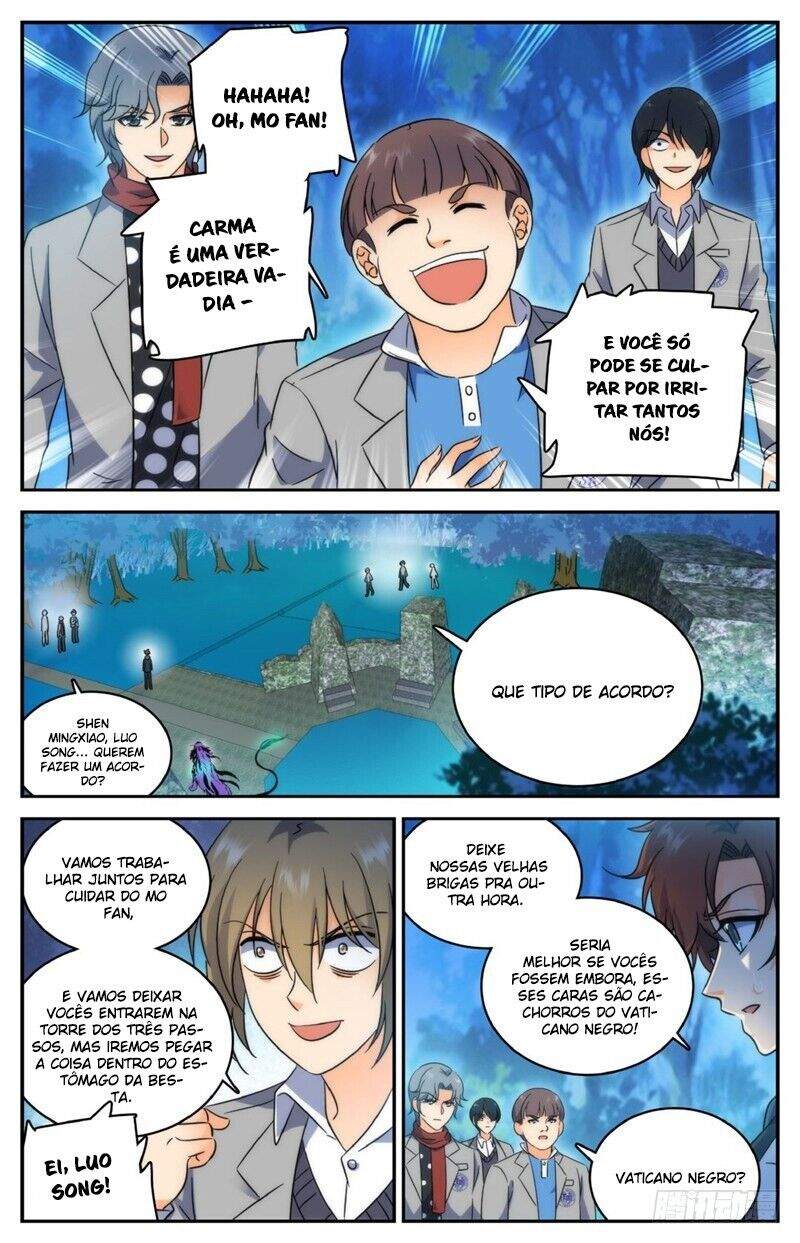 HAHAHA!
OH, MO FAN!
CARMA
É UMA VER-
DADEIRA VA-
DIA –
E VOCÊ SÓ
PODE SE CUL-
PAR POR IRRI-
TAR TANTOS
NÓS!
SHEN
MINGXIAO, LUO
SONG... QUEREM
FAZER UM ACOR-
DO?
QUE TIPO DE ACORDO?
VAMOS TRABA-
LHAR JUNTOS PARA
CUIDAR DO MO
FAN,
E VAMOS DEIXAR
VOCÊS ENTRAREM NA
TORRE DOS TRÊS PAS-
SOS, MAS IREMOS PEGAR
A COISA DENTRO DO ES-
TÔMAGO DA BES-
TA.
EI, LUO
SONG!
DEIXE
NOSSAS VELHAS
BRIGAS PRA OU-
TRA HORA.
SERIA
MELHOR SE VOCÊS
FOSSEM EMBORA, ES-
SES CARAS SÃO CA-
CHORROS DO VATI-
CANO NEGRO!
VATICANO NEGRO?
腾讯动漫